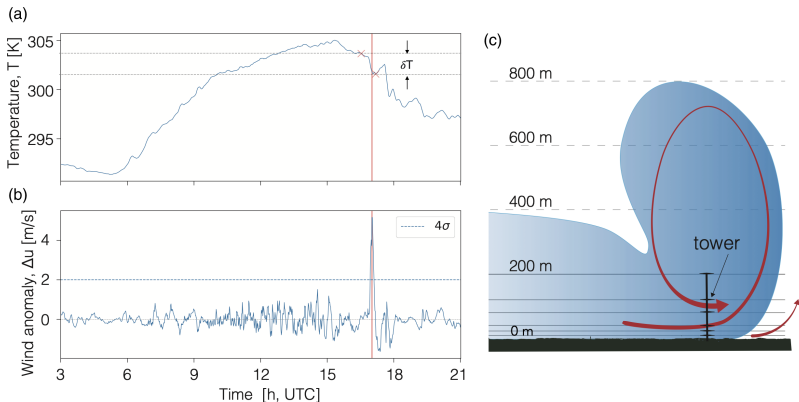 (a)
305
300
295
Temperature, T [K]
δT
(b)
4
2
0
Wind anomaly, Δu [m/s]
4σ
3
6
9
12
15
18
21
Time [h, UTC]
(c)
800 m
600 m
400 m
200 m
0 m
tower